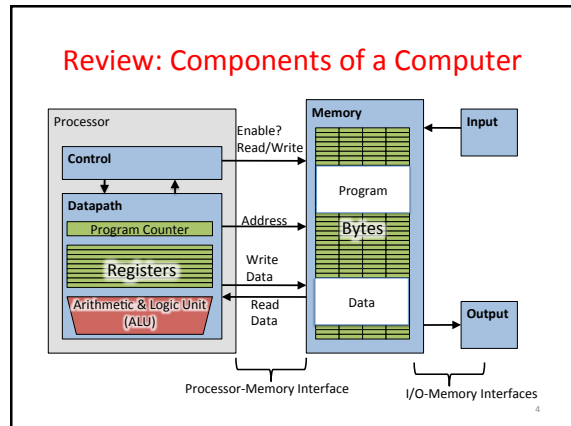 Review: Components of a Computer
Processor
Control
Datapath
Program Counter
Registers
Arithmetic & Logic Unit
(ALU)
Enable?
Read/Write
Address
Write
Data
Read
Data
Processor-Memory Interface
Memory
Program
Bytes
Data
Input
Output
I/O-Memory Interfaces
4